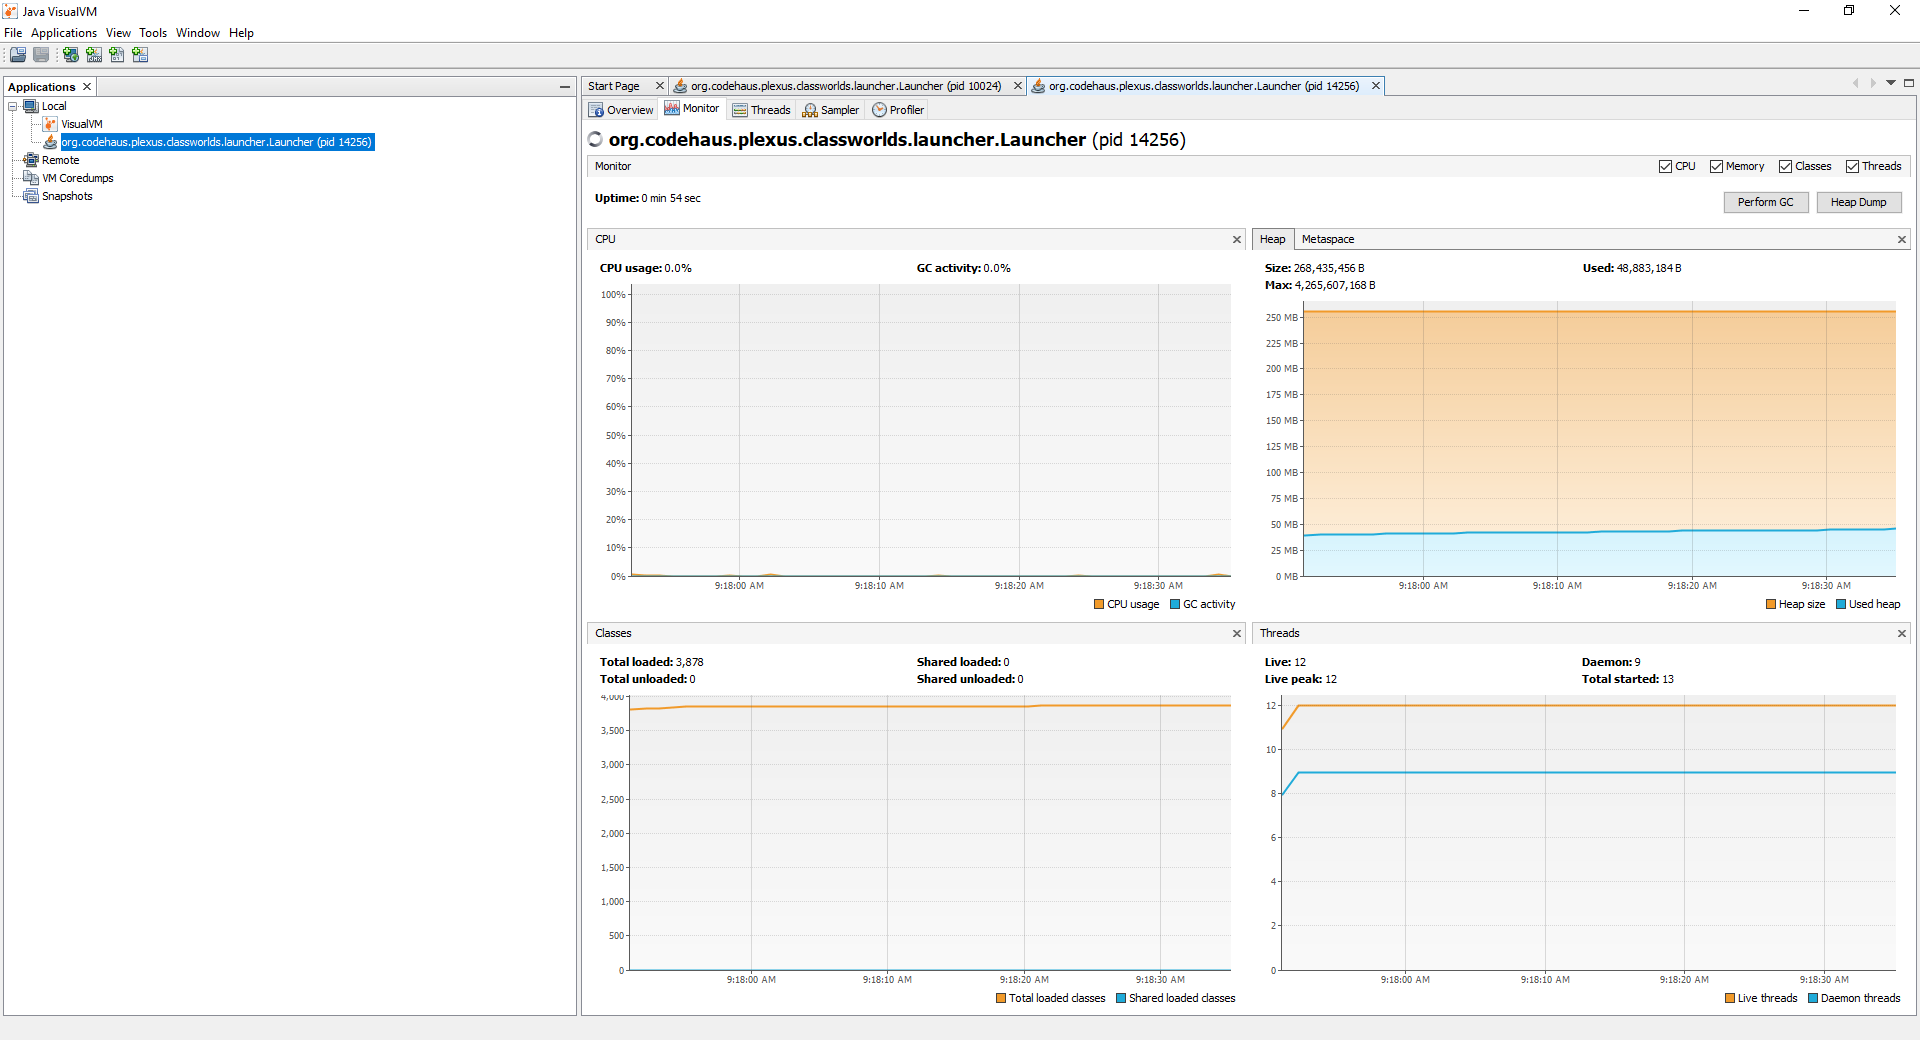 Java VisualVM
File Applications View Tools Window Help
Applications
Local
VisualVM
org.codehaus.plexus.classworlds.launcher.Launcher (pid 14256)
Remote
VM Coredumps
Snapshots
Start Page org.codehaus.plexus.classworlds.launcher.Launcher (pid 10024) org.codehaus.plexus.classworlds.launcher.Launcher (pid 14256)
Overview Monitor Threads Sampler Profiler
org.codehaus.plexus.classworlds.launcher.Launcher (pid 14256)
Monitor CPU Memory Classes Threads
Uptime: 0 min 54 sec
Perform GC Heap Dump
CPU
CPU usage: 0.0% GC activity: 0.0%
100%
90%
80%
70%
60%
50%
40%
30%
20%
10%
0%
9:18:00 AM 9:18:10 AM 9:18:20 AM 9:18:30 AM
CPU usage GC activity
Heap Metaspace
Size: 268,435,456 B Used: 48,883,184 B
Max: 4,265,607,168 B
250 MB
225 MB
200 MB
175 MB
150 MB
125 MB
100 MB
75 MB
50 MB
25 MB
0 MB
9:18:00 AM 9:18:10 AM 9:18:20 AM 9:18:30 AM
Heap size Used heap
Classes
Total loaded: 3,878 Shared loaded: 0
Total unloaded: 0 Shared unloaded: 0
4,000
3,500
3,000
2,500
2,000
1,500
1,000
500
0
9:18:00 AM 9:18:10 AM 9:18:20 AM 9:18:30 AM
Total loaded classes Shared loaded classes
Threads
Live: 12 Daemon: 9
Live peak: 12 Total started: 13
12
10
8
6
4
2
0
9:18:00 AM 9:18:10 AM 9:18:20 AM 9:18:30 AM
Live threads Daemon threads